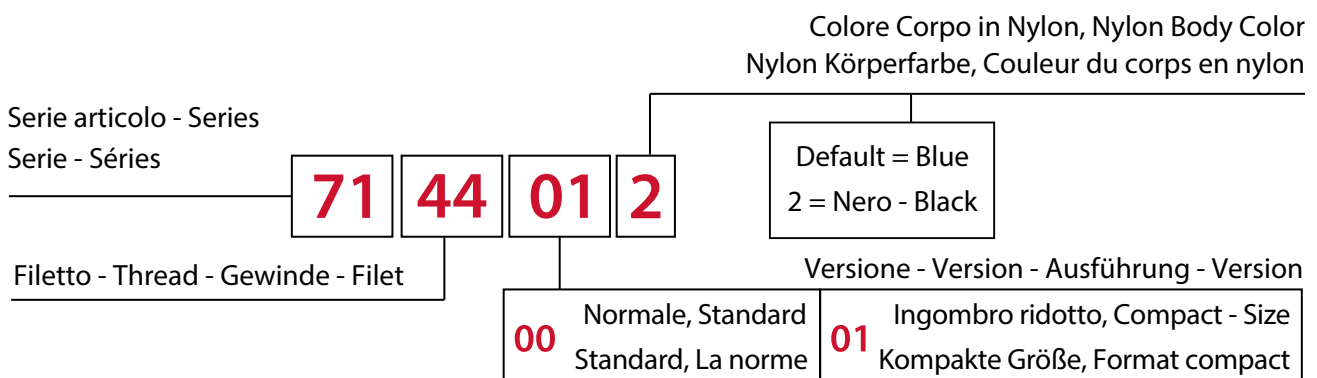 Colore Corpo in Nylon, Nylon Body Color
Nylon Körperfarbe, Couleur du corps en nylon
Serie articolo - Series
Serie - Séries
71 44 01 2
Default = Blue
2 = Nero - Black
Filetto - Thread - Gewinde - Filet
Versione - Version - Ausführung - Version
00 Normale, Standard
Standard, La norme
01 Ingombro ridotto, Compact - Size
Kompakte Größe, Format compact